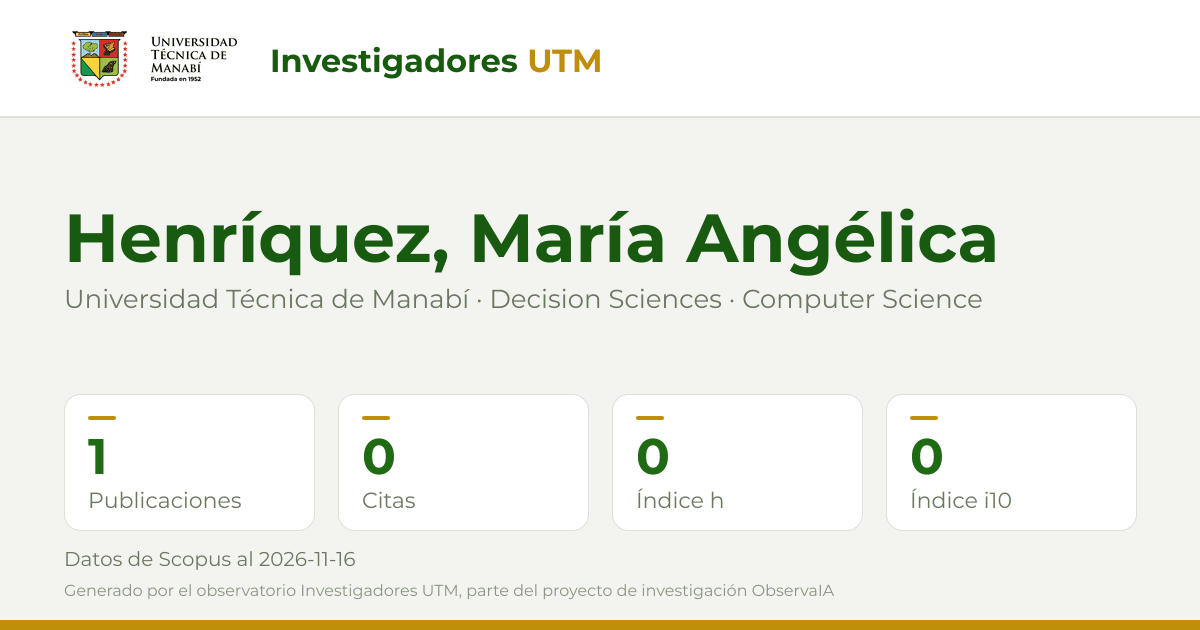 UNIVERSIDAD
TÉCNICA DE
MANABÍ
Fundada en 1952
Investigadores UTM
Henríquez, María Angélica
Universidad Técnica de Manabí · Decision Sciences · Computer Science
1
Publicaciones
0
Citas
0
Índice h
0
Índice i10
Datos de Scopus al 2026-11-16
Generado por el observatorio Investigadores UTM, parte del proyecto de investigación ObservaIA